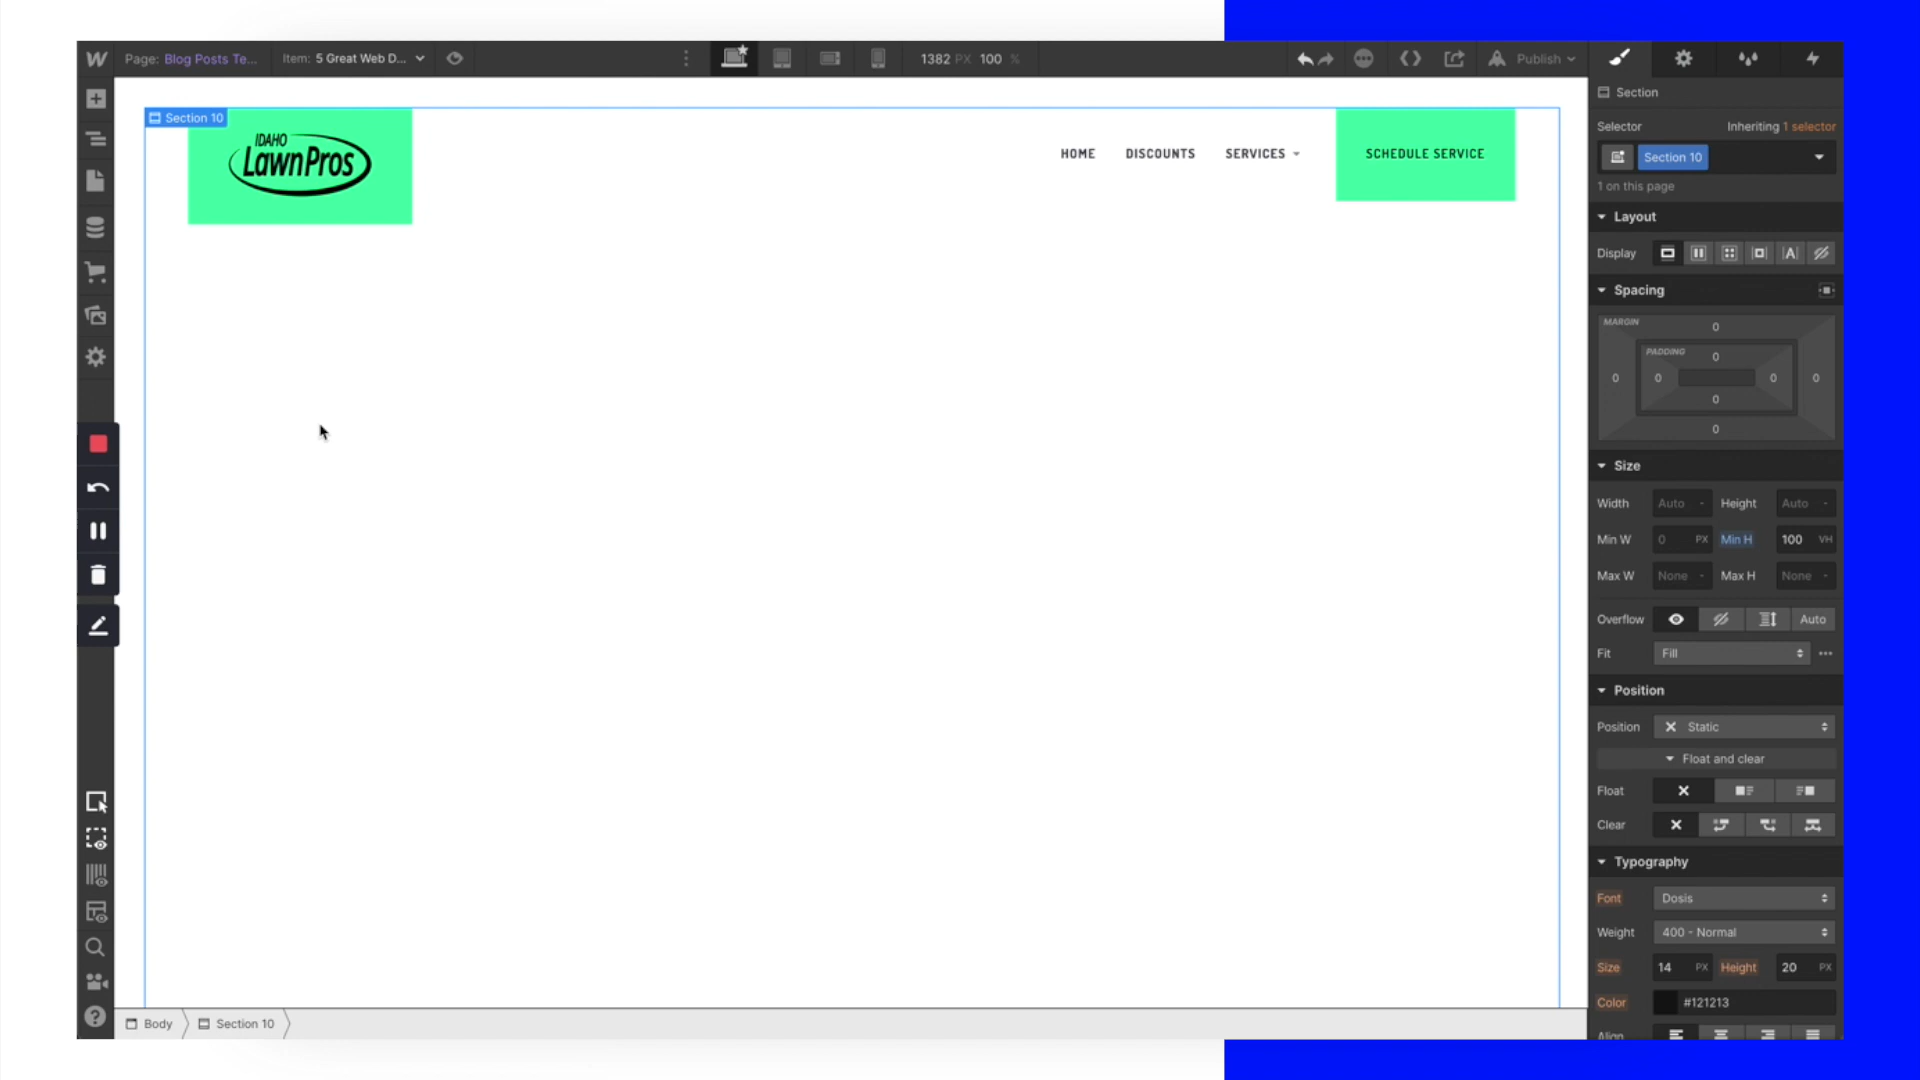 Page: Blog Posts Te...
Item: 5 Great Web D...
1382 PX 100 %
Publish
Section
Selector
Inheriting 1 selector
Section 10
1 on this page
Section 10
IDAHO
LawnPros
HOME
DISCOUNTS
SERVICES
SCHEDULE SERVICE
Layout
Display
Spacing
MARGIN
0
PADDING
0
0 0 0 0
0
0
Size
Width Auto - Height Auto -
Min W 0 PX Min H 100 VH
Max W None - Max H None -
Overflow Auto
Fit Fill
Position
Position Static
Float and clear
Float
Clear
Typography
Font Dosis
Weight 400 - Normal
Size 14 PX Height 20 PX
Color #121213
Align
Body
Section 10